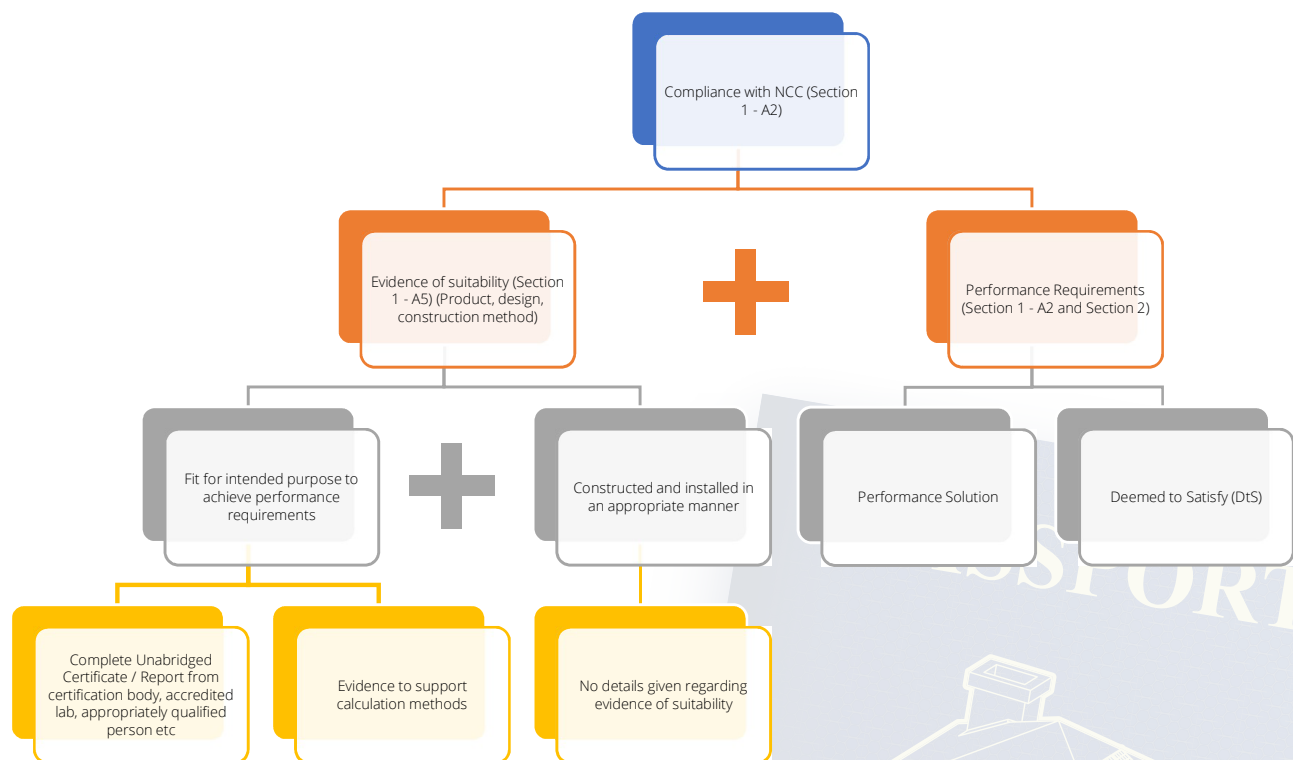 Compliance with NCC (Section
1 - A2)
Evidence of suitability (Section
1 - A5) (Product, design,
construction method)
Performance Requirements
(Section 1 - A2 and Section 2)
Fit for intended purpose to
achieve performance
requirements
Constructed and installed in
an appropriate manner
Performance Solution
Deemed to Satisfy (DtS)
Complete Unabridged
Certificate / Report from
certification body, accredited
lab, appropriately qualified
person etc
Evidence to support
calculation methods
No details given regarding
evidence of suitability